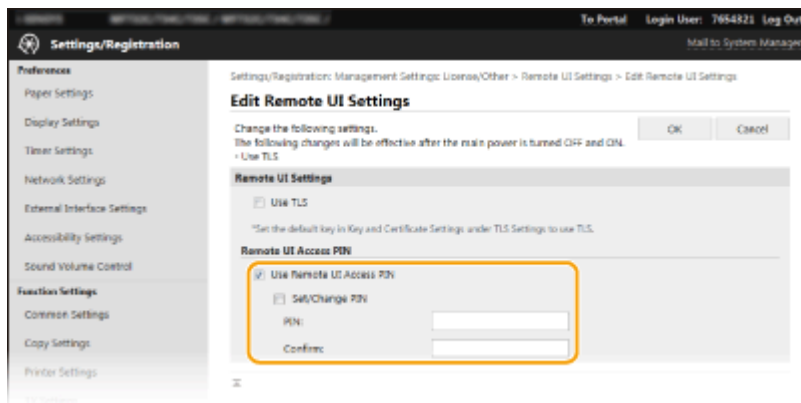 To Portal Login User: 7654321 Log Out
Settings/Registration
Mail to System Manager
Preferences
Paper Settings
Display Settings
Timer Settings
Network Settings
External Interface Settings
Accessibility Settings
Sound Volume Control
Function Settings
Common Settings
Copy Settings
Printer Settings
Settings/Registration: Management Settings: License/Other > Remote UI Settings > Edit Remote UI Settings
Edit Remote UI Settings
Change the following settings.
The following changes will be effective after the main power is turned OFF and ON.
- Use TLS
OK Cancel
Remote UI Settings
Use TLS
*Set the default key in Key and Certificate Settings under TLS Settings to use TLS.
Remote UI Access PIN
Use Remote UI Access PIN
Set/Change PIN
PIN:
Confirm: